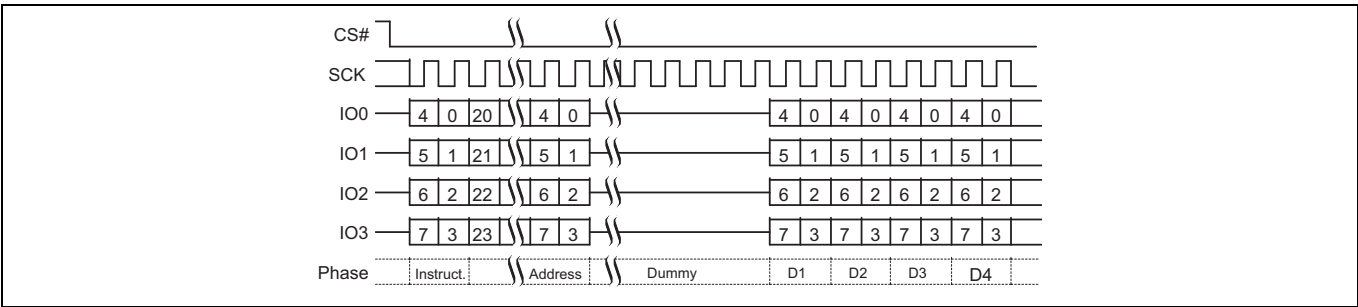 CS#
SCK
IO0 4 0 20 4 0 4 0 4 0 4 0 4 0
IO1 5 1 21 5 1 5 1 5 1 5 1 5 1
IO2 6 2 22 6 2 6 2 6 2 6 2 6 2
IO3 7 3 23 7 3 7 3 7 3 7 3 7 3
Phase Instruct. Address Dummy D1 D2 D3 D4